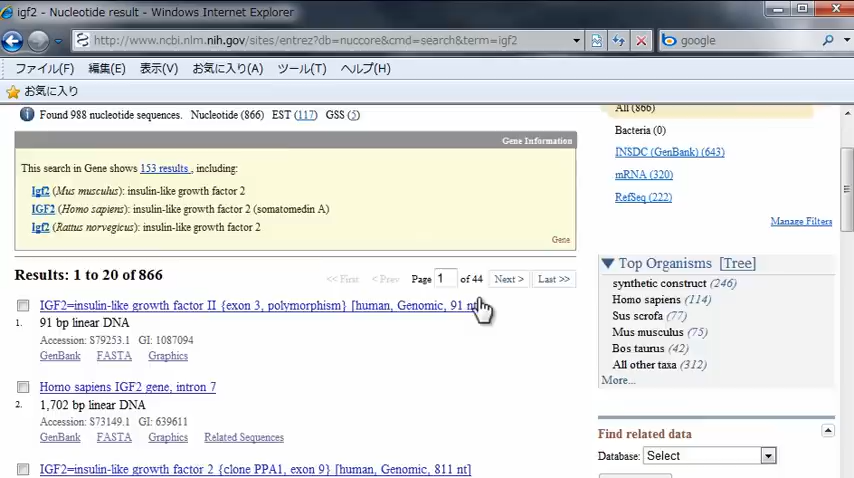 igf2 - Nucleotide result - Windows Internet Explorer
http://www.ncbi.nlm.nih.gov/sites/entrez?db=nuccore&cmd=search&term=igf2
google
ファイル(F) 編集(E) 表示(V) お気に入り(A) ツール(T) ヘルプ(H)
お気に入り
Found 988 nucleotide sequences. Nucleotide (866) EST (117) GSS (5)
Gene Information
This search in Gene shows 153 results, including:
Igf2 (Mus musculus): insulin-like growth factor 2
IGF2 (Homo sapiens): insulin-like growth factor 2 (somatomedin A)
Igf2 (Rattus norvegicus): insulin-like growth factor 2
Gene
Results: 1 to 20 of 866
<< First < Prev Page 1 of 44 Next > Last >>
IGF2=insulin-like growth factor II {exon 3, polymorphism} [human, Genomic, 91 nt]
1. 91 bp linear DNA
Accession: S79253.1 GI: 1087094
GenBank FASTA Graphics
Homo sapiens IGF2 gene, intron 7
2. 1,702 bp linear DNA
Accession: S73149.1 GI: 639611
GenBank FASTA Graphics Related Sequences
IGF2=insulin-like growth factor 2 {clone PPA1, exon 9} [human, Genomic, 811 nt]
All (866)
Bacteria (0)
INSDC (GenBank) (643)
mRNA (320)
RefSeq (222)
Manage Filters
Top Organisms [Tree]
synthetic construct (246)
Homo sapiens (114)
Sus scrofa (77)
Mus musculus (75)
Bos taurus (42)
All other taxa (312)
More...
Find related data
Database: Select